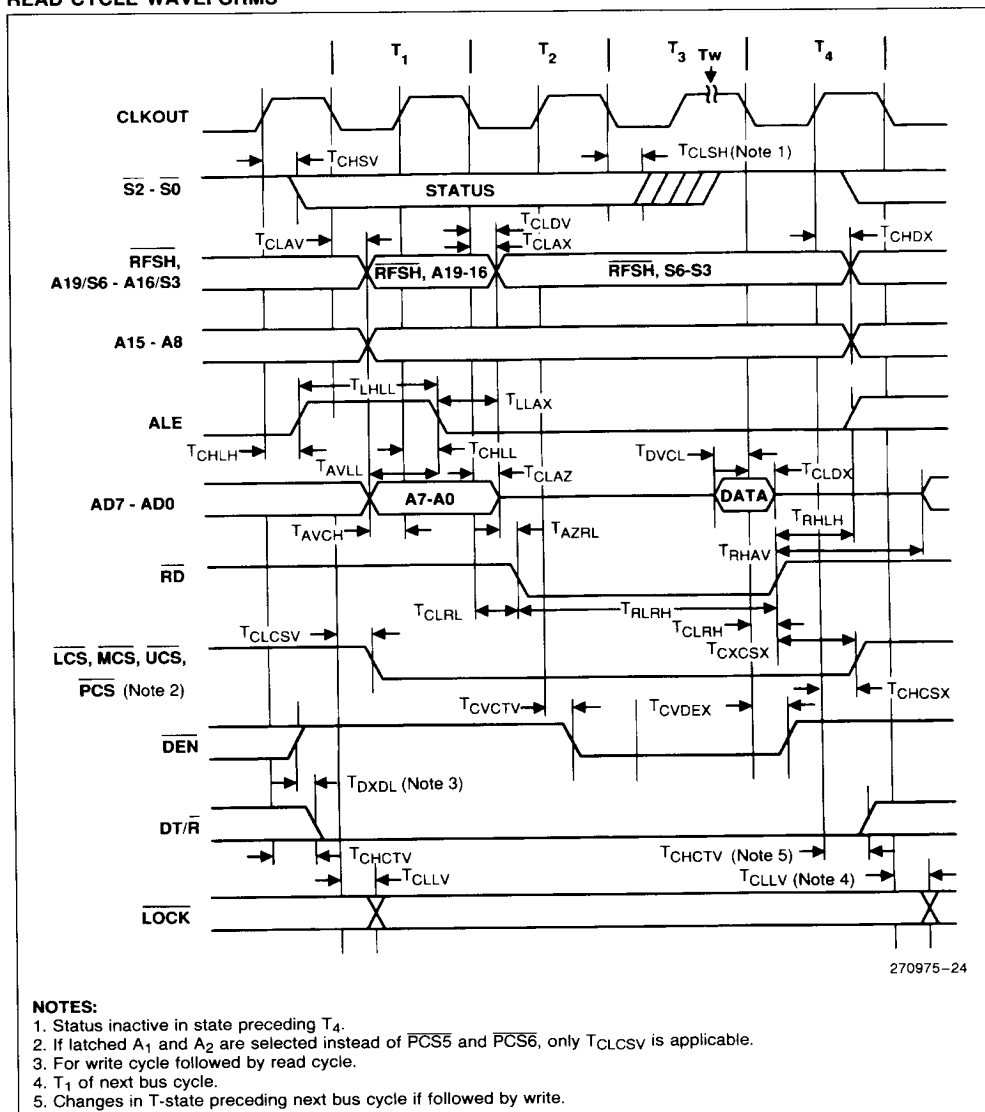 READ CYCLE WAVEFORMS
T1 T2 T3 TW T4
CLKOUT
TCHSV TCLSH (Note 1)
S2 - S0 STATUS
TCLDV
TCLAV TCLAX TCHDX
RFSH,
A19/S6 - A16/S3 RFSH, A19-16 RFSH, S6-S3
A15 - A8
TLHLL TLLAX
ALE
TCHLH TCHLL TDVCL
TAVLL TCLAZ TCLDX
AD7 - AD0 A7-A0 DATA
TAVCH TAZRL TRHLH
TRHAV
RD
TCLRL TRLRH
TCLCSV TCLRH
LCS, MCS, UCS, TCXCSX
PCS (Note 2) TCHCSX
TCVCTV TCVDEX
DEN
TDXDL (Note 3)
DT/R
TCHCTV TCHCTV (Note 5)
TCLLV TCLLV (Note 4)
LOCK
270975-24
NOTES:
1. Status inactive in state preceding T4.
2. If latched A1 and A2 are selected instead of PCS5 and PCS6, only TCLCSV is applicable.
3. For write cycle followed by read cycle.
4. T1 of next bus cycle.
5. Changes in T-state preceding next bus cycle if followed by write.